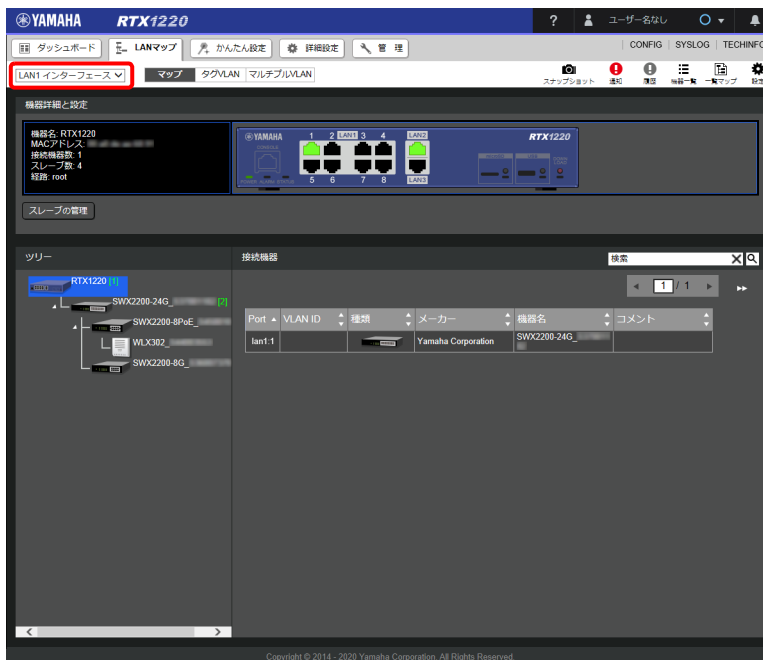 YAMAHA RTX1220 ? ユーザー名なし
ダッシュボード LANマップ かんたん設定 詳細設定 管 理 CONFIG SYSLOG TECHINFO
LAN1 インターフェース マップ タグVLAN マルチプルVLAN スナップショット 通知 履歴 機器一覧 一覧マップ 設定
機器詳細と設定
機器名: RTX1220
MACアドレス:
接続機器数: 1
スレーブ数: 4
経路: root
YAMAHA 1 2 LAN1 3 4 LAN2 RTX1220
CONSOLE
POWER ALARM STATUS 5 6 7 8 LAN3
スレーブの管理
ツリー 接続機器 検索
RTX1220 [1] 1 / 1
SWX2200-24G_ [2]
SWX2200-8PoE_
WLX302_
SWX2200-8G_
Port VLAN ID 種類 メーカー 機器名 コメント
lan1:1 Yamaha Corporation SWX2200-24G_
Copyright © 2014 - 2020 Yamaha Corporation. All Rights Reserved.